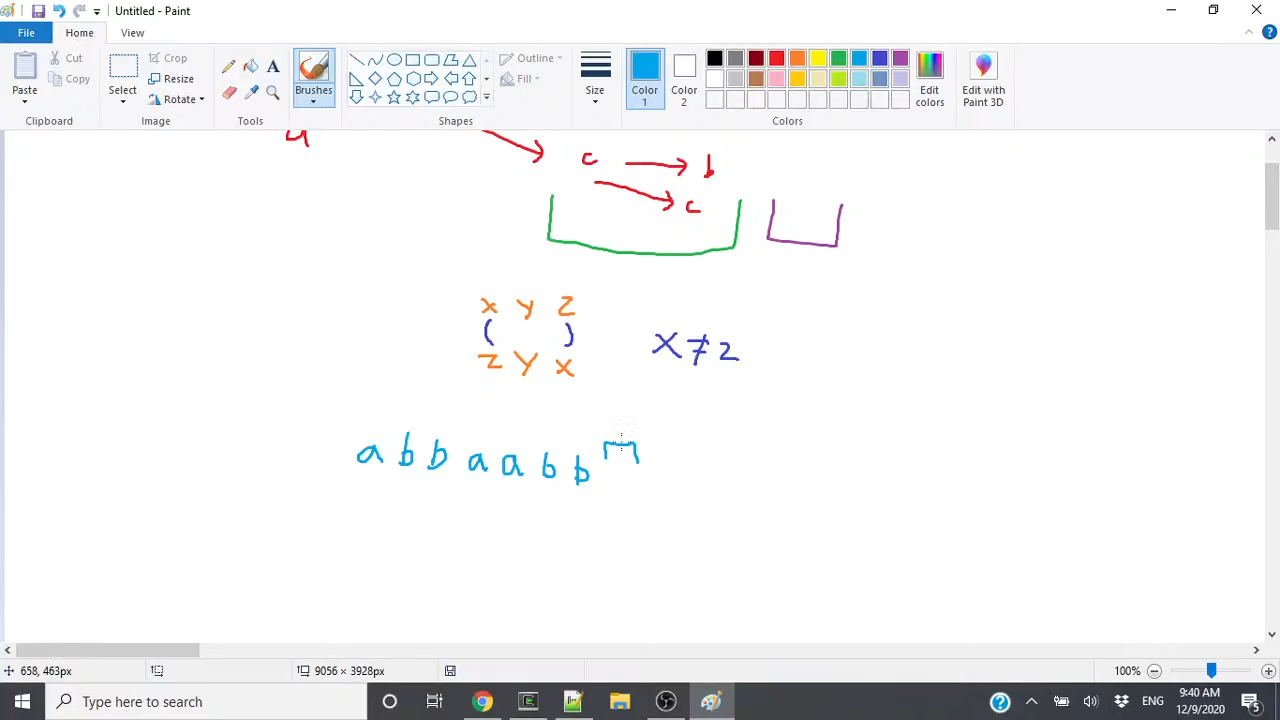 Untitled - Paint
File Home View
Paste
Cut
Copy
Clipboard
Select
Crop
Resize
Rotate
Image
A
Tools
Brushes
Shapes
Outline
Fill
Size
Color 1
Color 2
Edit colors
Edit with Paint 3D
Colors
c b
c
x y z
( )
z y x
X ≠ z
a b b a a b b
658, 463px
9056 × 3928px
100%
Type here to search
ENG
9:40 AM
12/9/2020
5